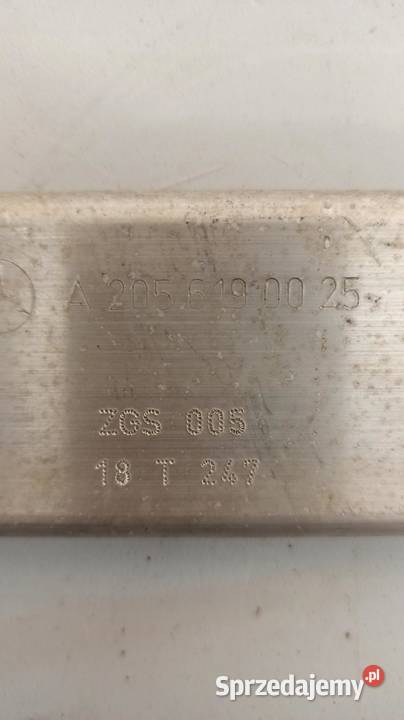 A 205 619 00 25
ZGS 005
18 T 247
Sprzedajemy.pl